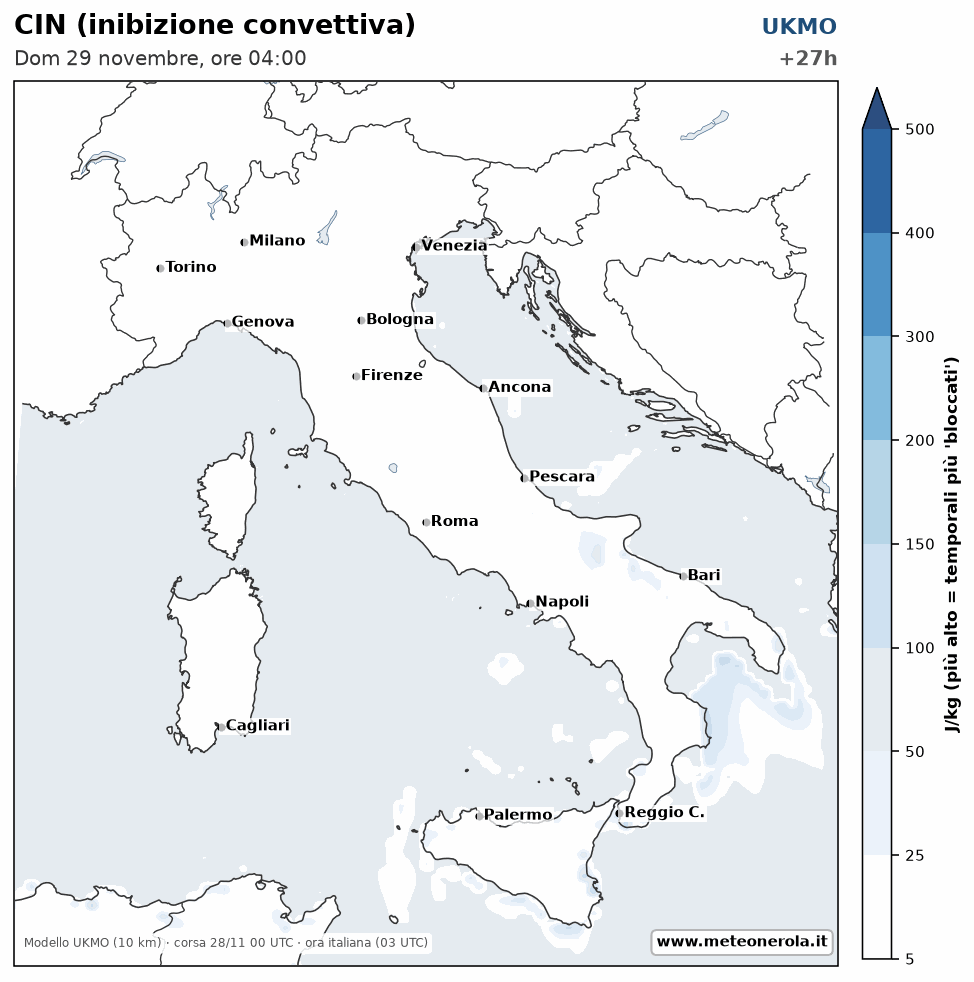 CIN (inibizione convettiva)
UKMO
Dom 29 novembre, ore 04:00
+27h
500
400
300
200
150
100
50
25
5
J/kg (più alto = temporali più 'bloccati')
Milano
Venezia
Torino
Genova
Bologna
Firenze
Ancona
Pescara
Roma
Bari
Napoli
Cagliari
Palermo
Reggio C.
Modello UKMO (10 km) · corsa 28/11 00 UTC · ora italiana (03 UTC)
www.meteonerola.it